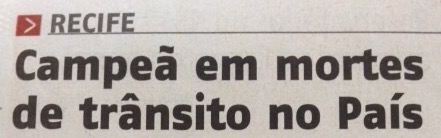 RECIFE
Campeã em mortes
de trânsito no País